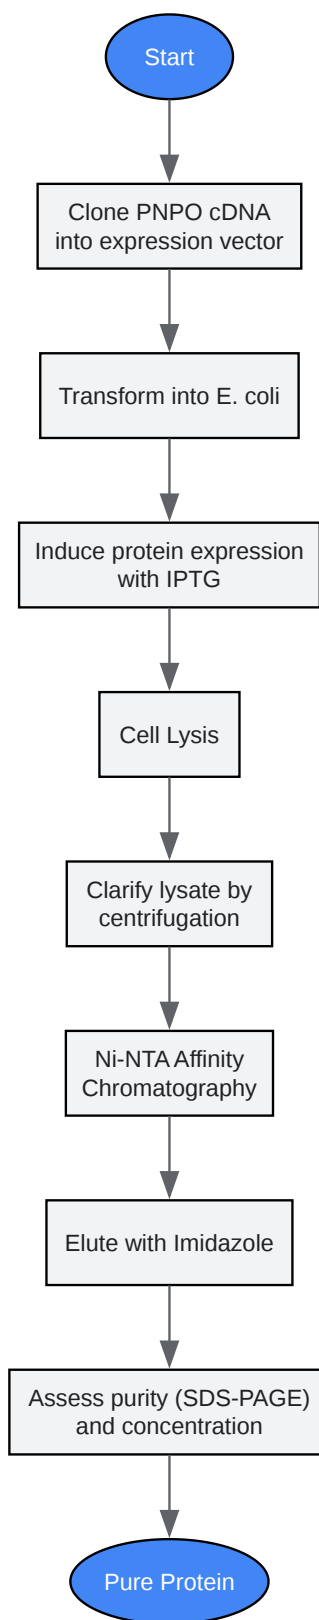 Start
Clone PNPO cDNA
into expression vector
Transform into E. coli
Induce protein expression
with IPTG
Cell Lysis
Clarify lysate by
centrifugation
Ni-NTA Affinity
Chromatography
Elute with Imidazole
Assess purity (SDS-PAGE)
and concentration
Pure Protein